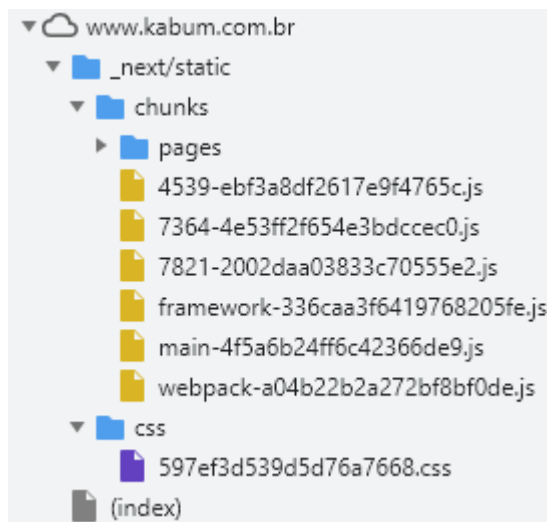 www.kabum.com.br
_next/static
chunks
pages
4539-ebf3a8df2617e9f4765c.js
7364-4e53ff2f654e3bdccec0.js
7821-2002daa03833c70555e2.js
framework-336caa3f6419768205fe.js
main-4f5a6b24ff6c42366de9.js
webpack-a04b22b2a272bf8bf0de.js
css
597ef3d539d5d76a7668.css
(index)